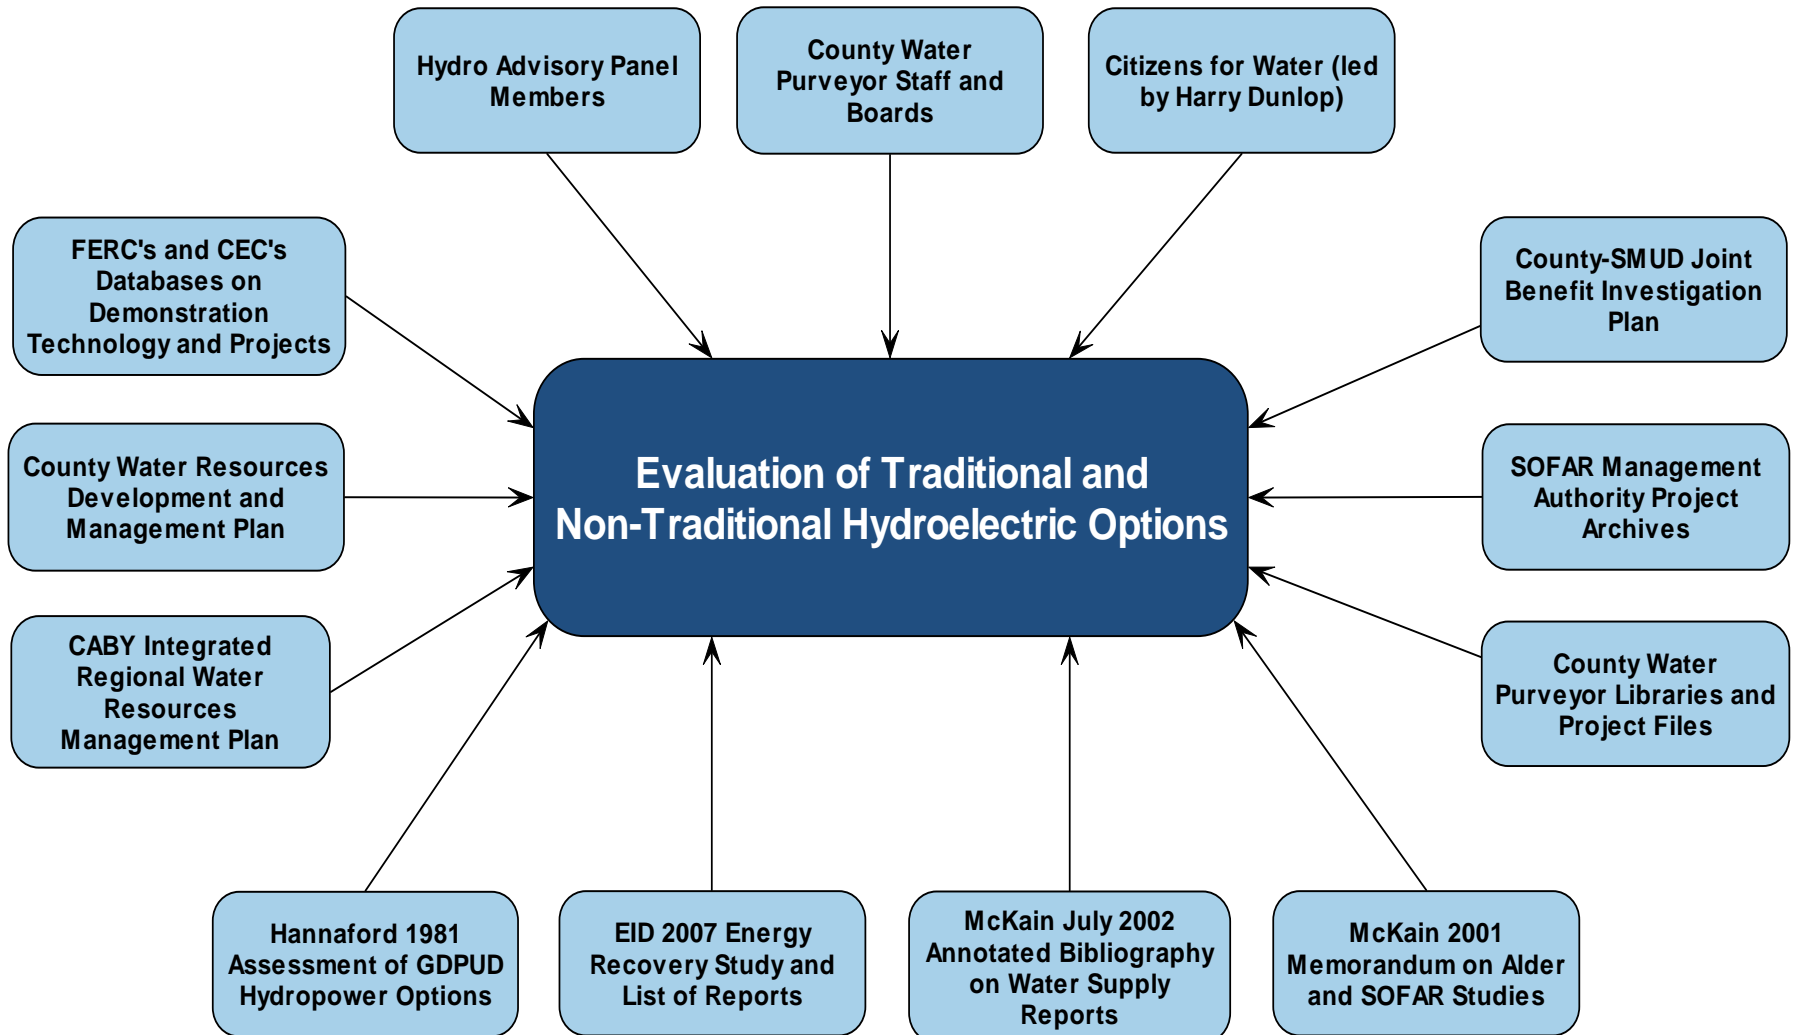 Hydro Advisory Panel
Members
County Water
Purveyor Staff and
Boards
Citizens for Water (led
by Harry Dunlop)
FERC's and CEC's
Databases on
Demonstration
Technology and Projects
County-SMUD Joint
Benefit Investigation
Plan
County Water Resources
Development and
Management Plan
Evaluation of Traditional and
Non-Traditional Hydroelectric Options
SOFAR Management
Authority Project
Archives
CABY Integrated
Regional Water
Resources
Management Plan
County Water
Purveyor Libraries and
Project Files
Hannaford 1981
Assessment of GDPUD
Hydropower Options
EID 2007 Energy
Recovery Study and
List of Reports
McKain July 2002
Annotated Bibliography
on Water Supply
Reports
McKain 2001
Memorandum on Alder
and SOFAR Studies